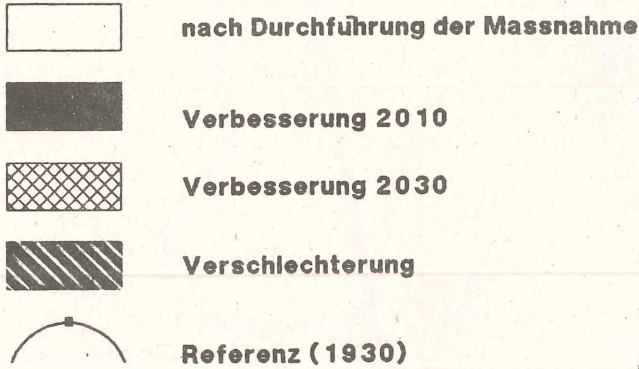 nach Durchführung der Massnahme
Verbesserung 2010
Verbesserung 2030
Verschlechterung
Referenz (1930)